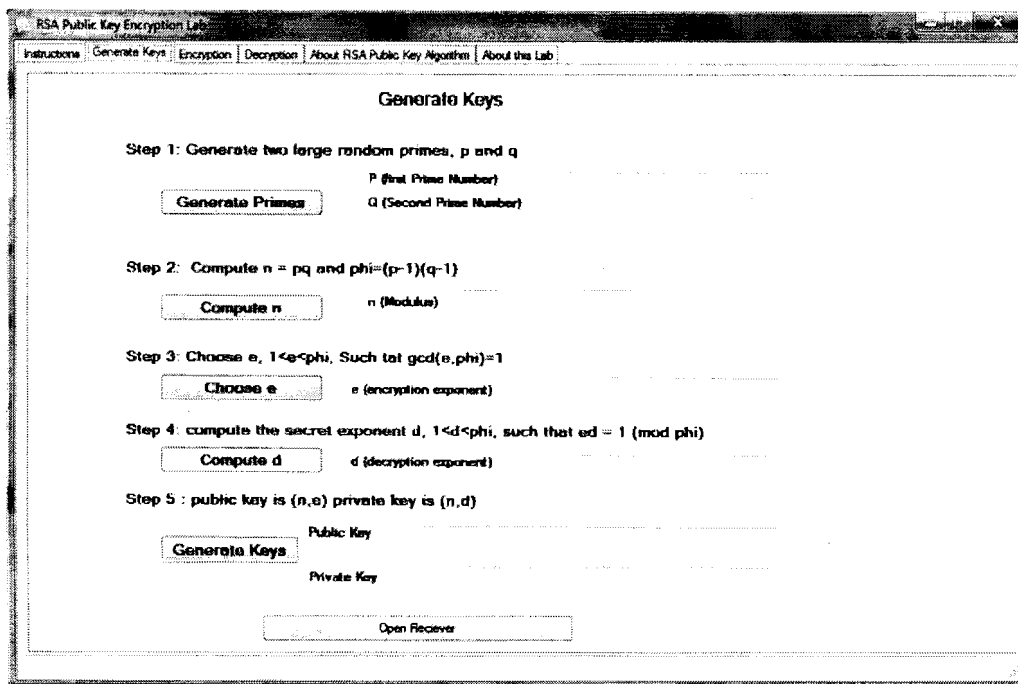 RSA Public Key Encryption Lab
Instructions Generate Keys Encryption Decryption About RSA Public Key Algorithm About this Lab
Generate Keys
Step 1: Generate two large random primes, p and q
P (first Prime Number)
Generate Primes
Q (Second Prime Number)
Step 2: Compute n = pq and phi=(p-1)(q-1)
Compute n
n (Modulus)
Step 3: Choose e, 1<e<phi, Such tat gcd(e,phi)=1
Choose e
e (encryption exponent)
Step 4: compute the secret exponent d, 1<d<phi, such that ed = 1 (mod phi)
Compute d
d (decryption exponent)
Step 5 : public key is (n,e) private key is (n,d)
Public Key
Generate Keys
Private Key
Open Reciever